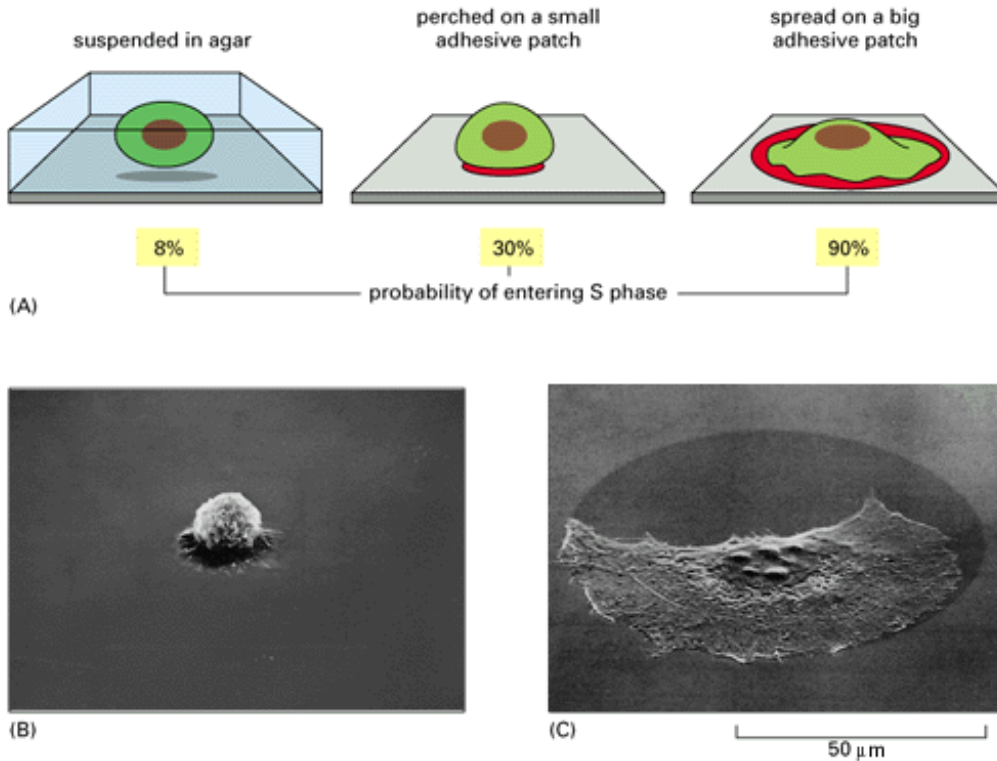 suspended in agar
perched on a small
adhesive patch
spread on a big
adhesive patch
8%
30%
90%
probability of entering S phase
(A)
(B)
(C)
50 μm